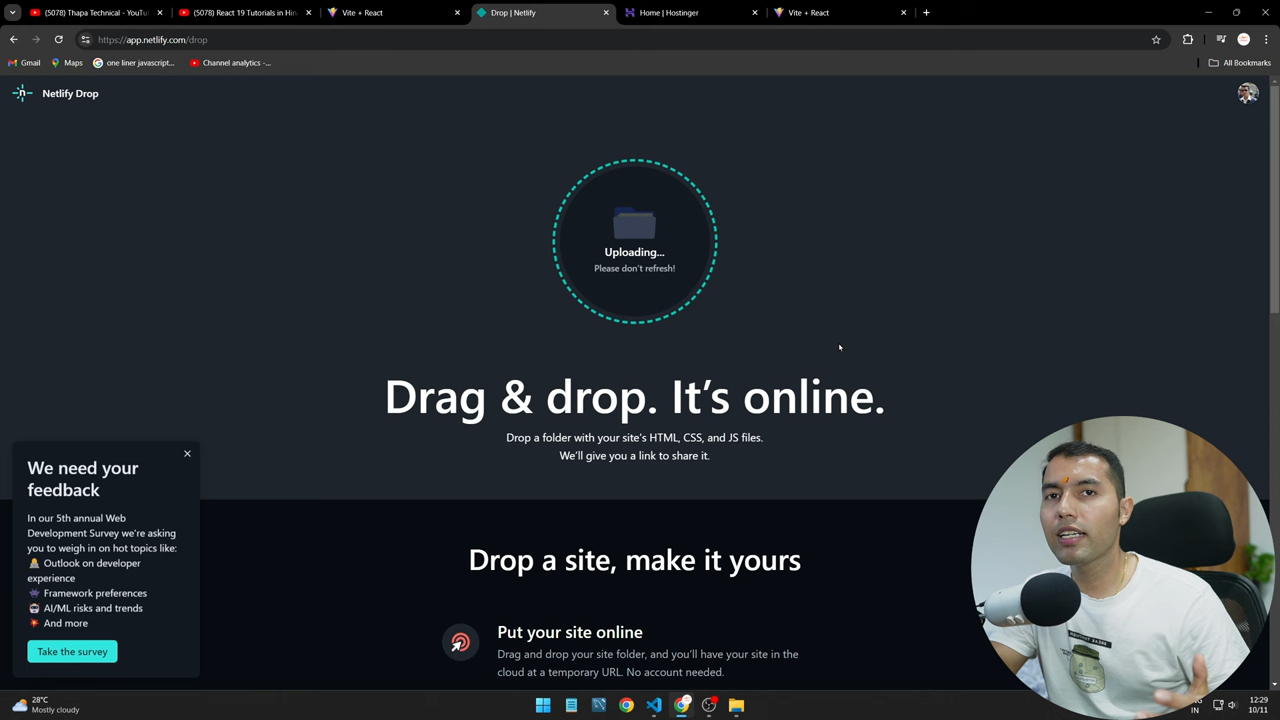 (5078) Thapa Technical - YouTu
(5078) React 19 Tutorials in Hin
Vite + React
Drop | Netlify
Home | Hostinger
Vite + React
https://app.netlify.com/drop
Gmail
Maps
one liner javascript...
Channel analytics -...
All Bookmarks
Netlify Drop
Uploading...
Please don't refresh!
Drag & drop. It's online.
Drop a folder with your site's HTML, CSS, and JS files.
We'll give you a link to share it.
We need your
feedback
In our 5th annual Web
Development Survey we're asking
you to weigh in on hot topics like:
Outlook on developer
experience
Framework preferences
AI/ML risks and trends
And more
Take the survey
Drop a site, make it yours
Put your site online
Drag and drop your site folder, and you'll have your site in the
cloud at a temporary URL. No account needed.
28°C
Mostly cloudy
IN
12:29
10/11